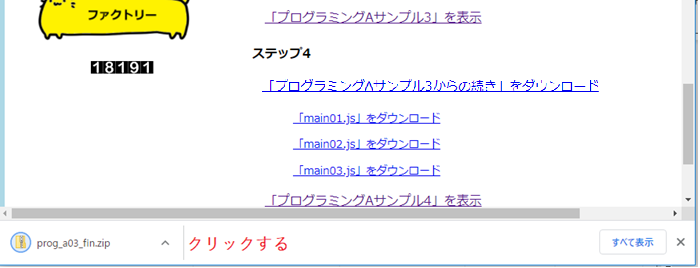 ファクトリー
18191
「プログラミングAサンプル3」を表示
ステップ4
「プログラミングAサンプル3からの続き」をダウンロード
「main01.js」をダウンロード
「main02.js」をダウンロード
「main03.js」をダウンロード
「プログラミングAサンプル4」を表示
prog_a03_fin.zip
クリックする
すべて表示